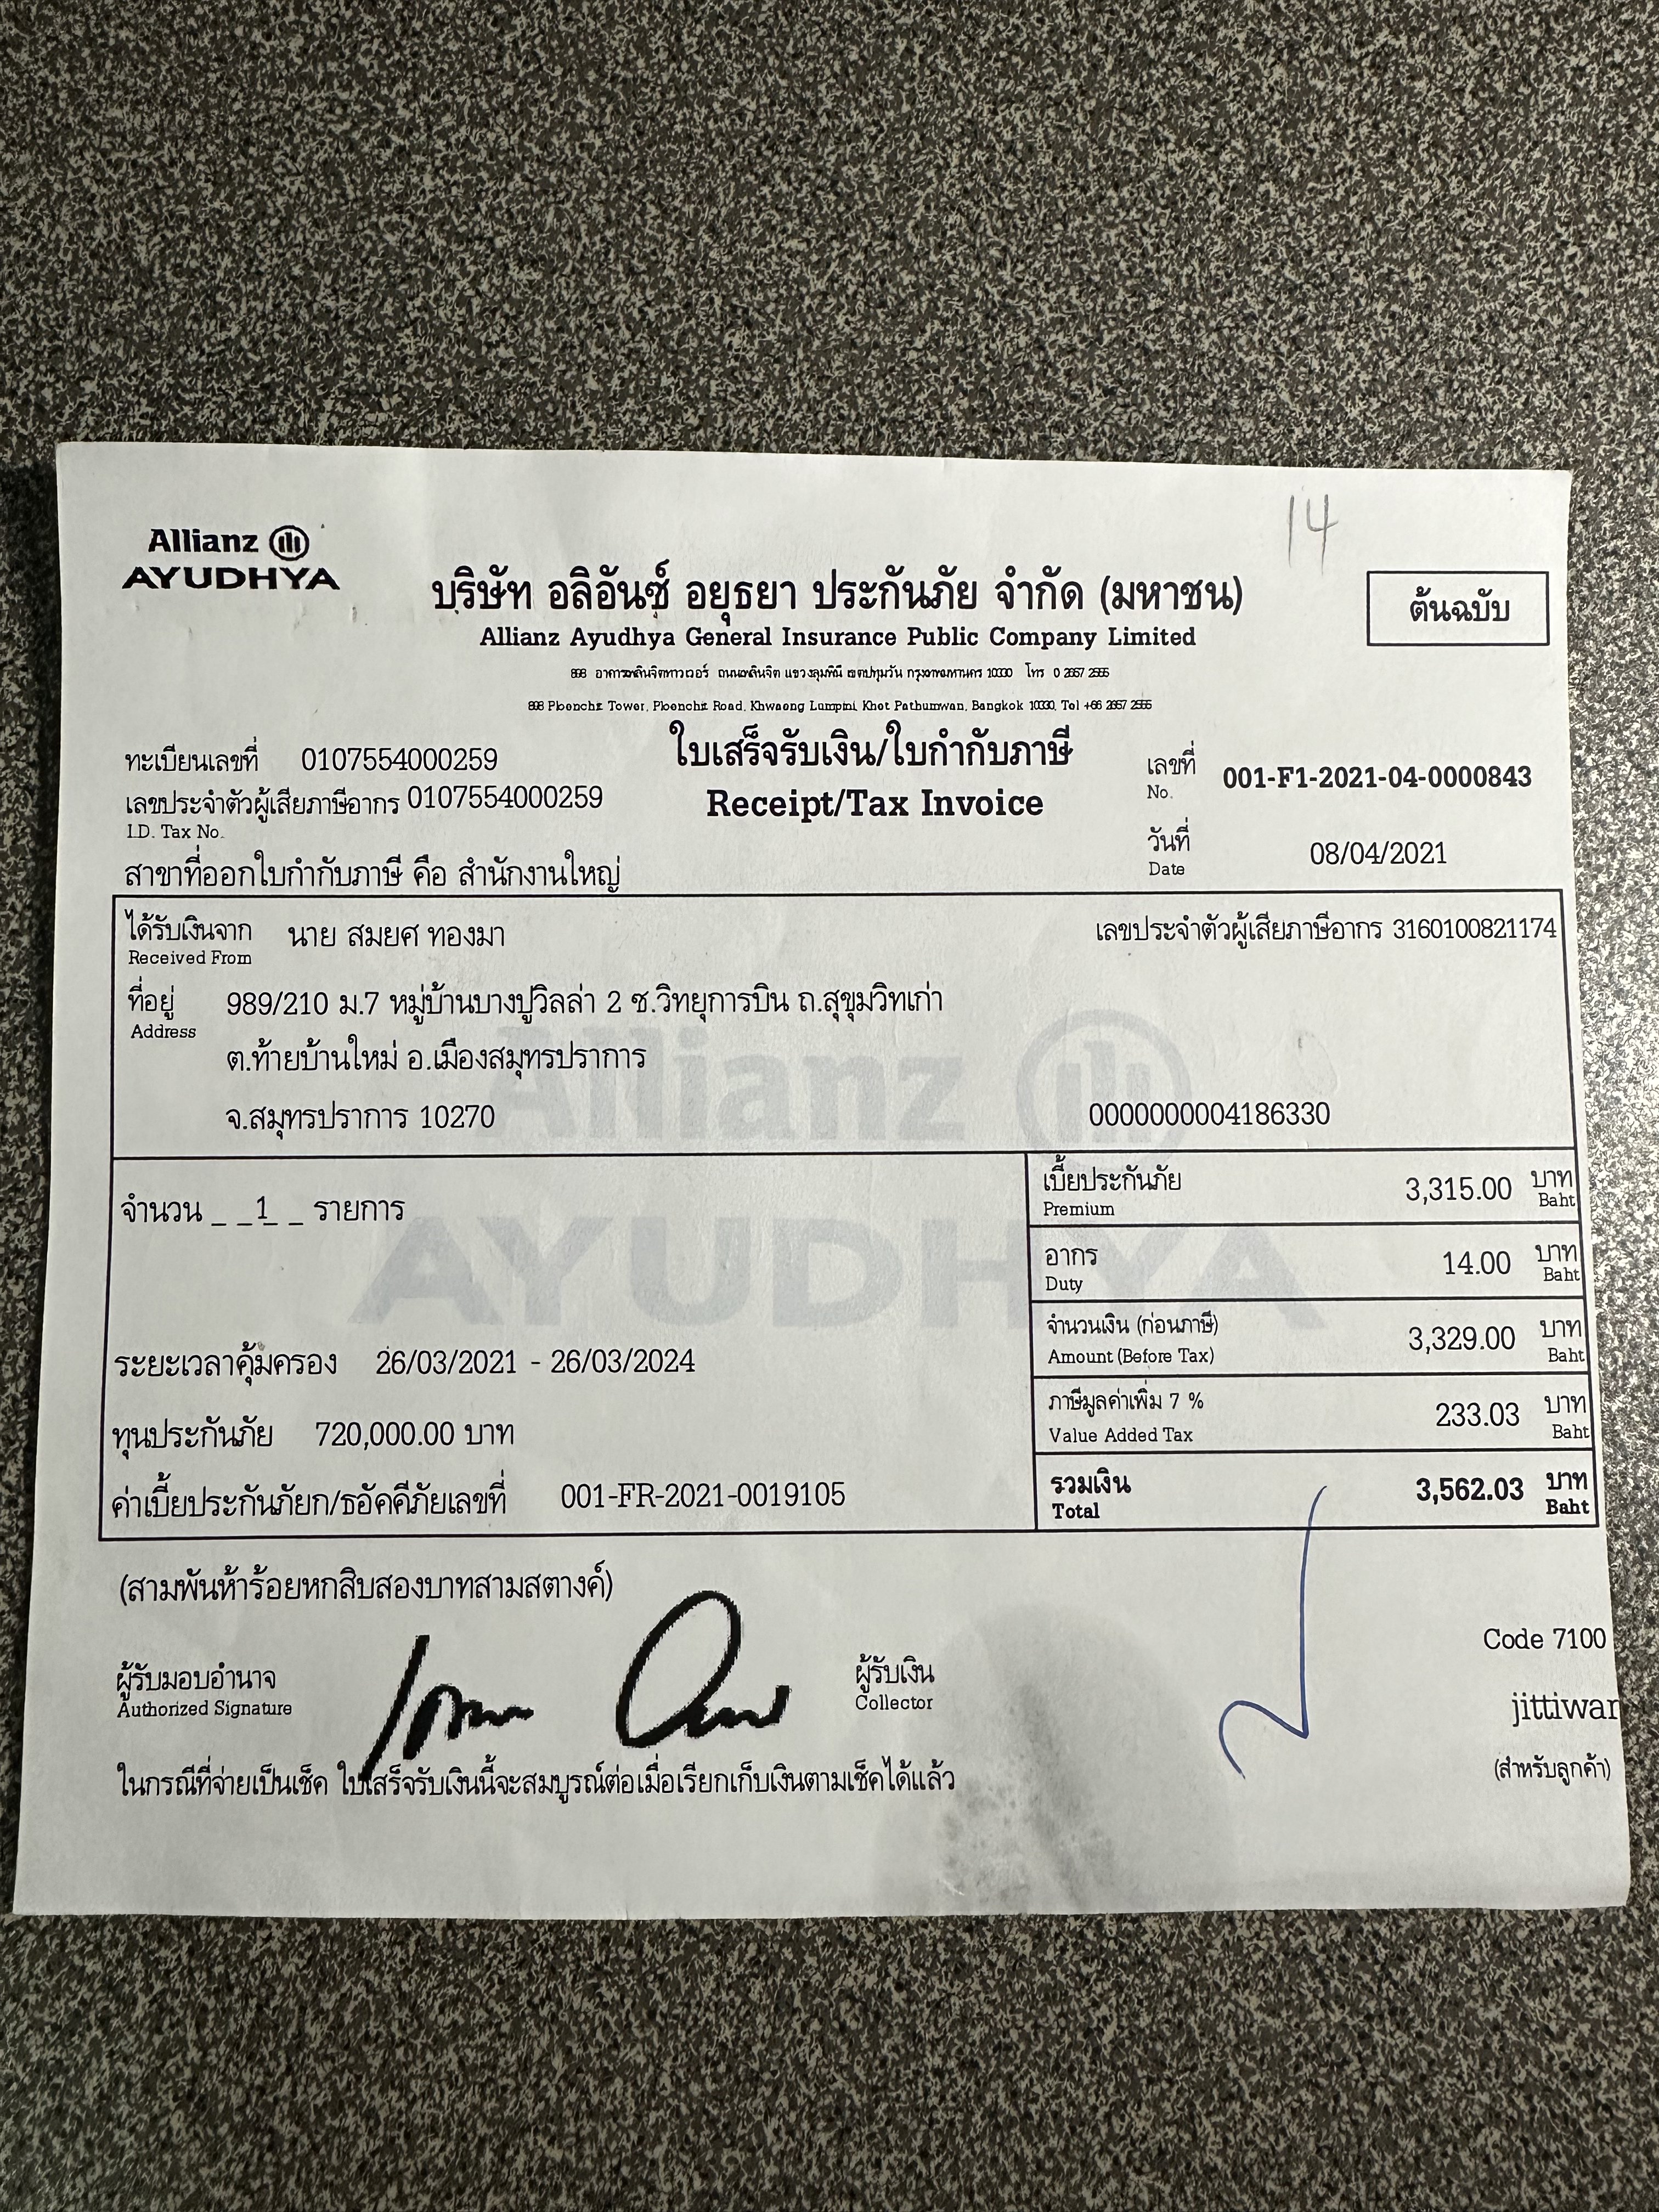 14
Allianz
AYUDHYA
บริษัท อลิอันซ์ อยุธยา ประกันภัย จำกัด (มหาชน)
ต้นฉบับ
Allianz Ayudhya General Insurance Public Company Limited
898 อาคารเพลินจิตทาวเวอร์ ถนนเพลินจิต แขวงลุมพินี เขตปทุมวัน กรุงเทพมหานคร 10330 โทร 0 2657 2555
898 Ploenchit Tower, Ploenchit Road, Khwaeng Lumpini, Khet Pathumwan, Bangkok 10330, Tel +66 2657 2555
ใบเสร็จรับเงิน/ใบกำกับภาษี
Receipt/Tax Invoice
ทะเบียนเลขที่ 0107554000259
เลขประจำตัวผู้เสียภาษีอากร 0107554000259
I.D. Tax No.
สาขาที่ออกใบกำกับภาษี คือ สำนักงานใหญ่
เลขที่ 001-F1-2021-04-0000843
No.
วันที่ 08/04/2021
Date
ได้รับเงินจาก นาย สมยศ ทองมา เลขประจำตัวผู้เสียภาษีอากร 3160100821174
Received From
ที่อยู่ 989/210 ม.7 หมู่บ้านบางปูวิลล่า 2 ซ.วิทยุการบิน ถ.สุขุมวิทเก่า
Address
ต.ท้ายบ้านใหม่ อ.เมืองสมุทรปราการ
จ.สมุทรปราการ 10270 0000000004186330
Allianz
AYUDHYA
จำนวน _ _1_ _ รายการ
ระยะเวลาคุ้มครอง 26/03/2021 - 26/03/2024
ทุนประกันภัย 720,000.00 บาท
ค่าเบี้ยประกันภัยก/ธอัคคีภัยเลขที่ 001-FR-2021-0019105
เบี้ยประกันภัย 3,315.00 บาท
Premium Baht
อากร 14.00 บาท
Duty Baht
จำนวนเงิน (ก่อนภาษี) 3,329.00 บาท
Amount (Before Tax) Baht
ภาษีมูลค่าเพิ่ม 7 % 233.03 บาท
Value Added Tax Baht
รวมเงิน 3,562.03 บาท
Total Baht
(สามพันห้าร้อยหกสิบสองบาทสามสตางค์)
ผู้รับมอบอำนาจ
Authorized Signature
ผู้รับเงิน
Collector
Code 7100
jittiwar
(สำหรับลูกค้า)
ในกรณีที่จ่ายเป็นเช็ค ใบเสร็จรับเงินนี้จะสมบูรณ์ต่อเมื่อเรียกเก็บเงินตามเช็คได้แล้ว